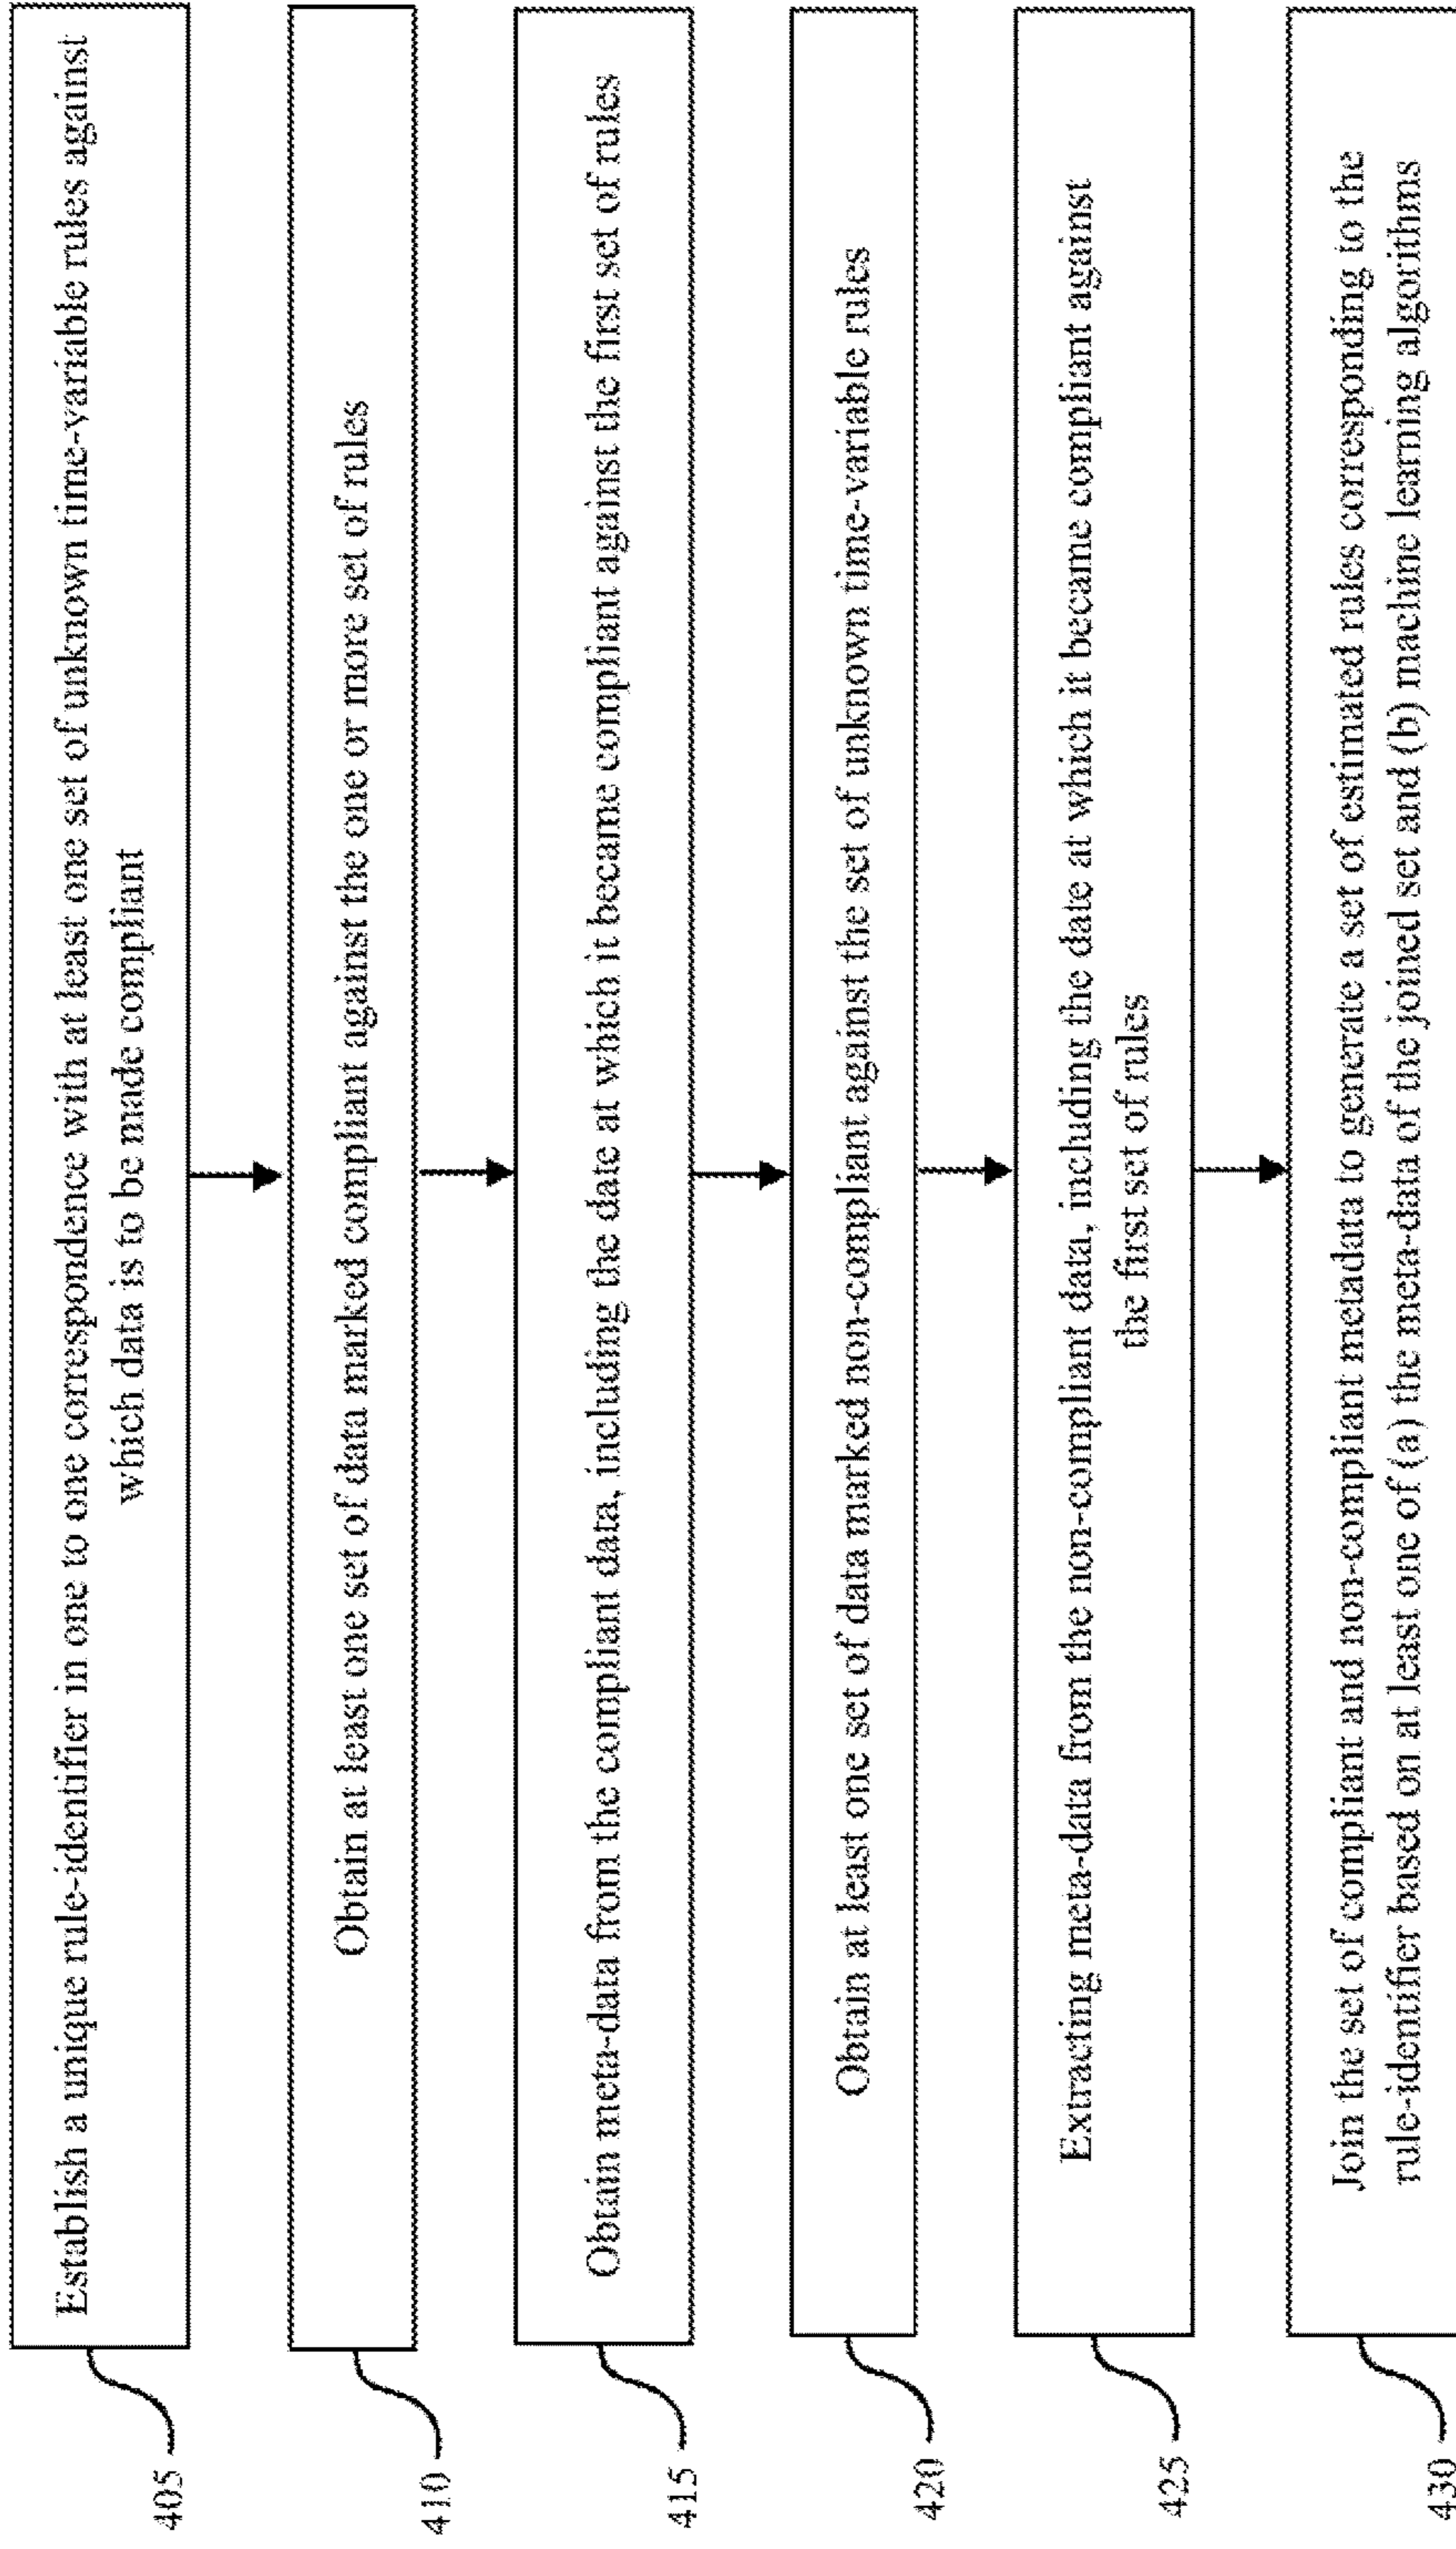 Establish a unique rule-identifier in one to one correspondence with at least one set of unknown time-variable rules against
which data is to be made compliant
405
Obtain at least one set of data marked compliant against the one or more set of rules
410
Obtain meta-data from the compliant data, including the date at which it became compliant against the first set of rules
415
Obtain at least one set of data marked non-compliant against the set of unknown time-variable rules
420
Extracting meta-data from the non-compliant data, including the date at which it became compliant against
the first set of rules
425
Join the set of compliant and non-compliant metadata to generate a set of estimated rules corresponding to the
rule-identifier based on at least one of (a) the meta-data of the joined set and (b) machine learning algorithms
430